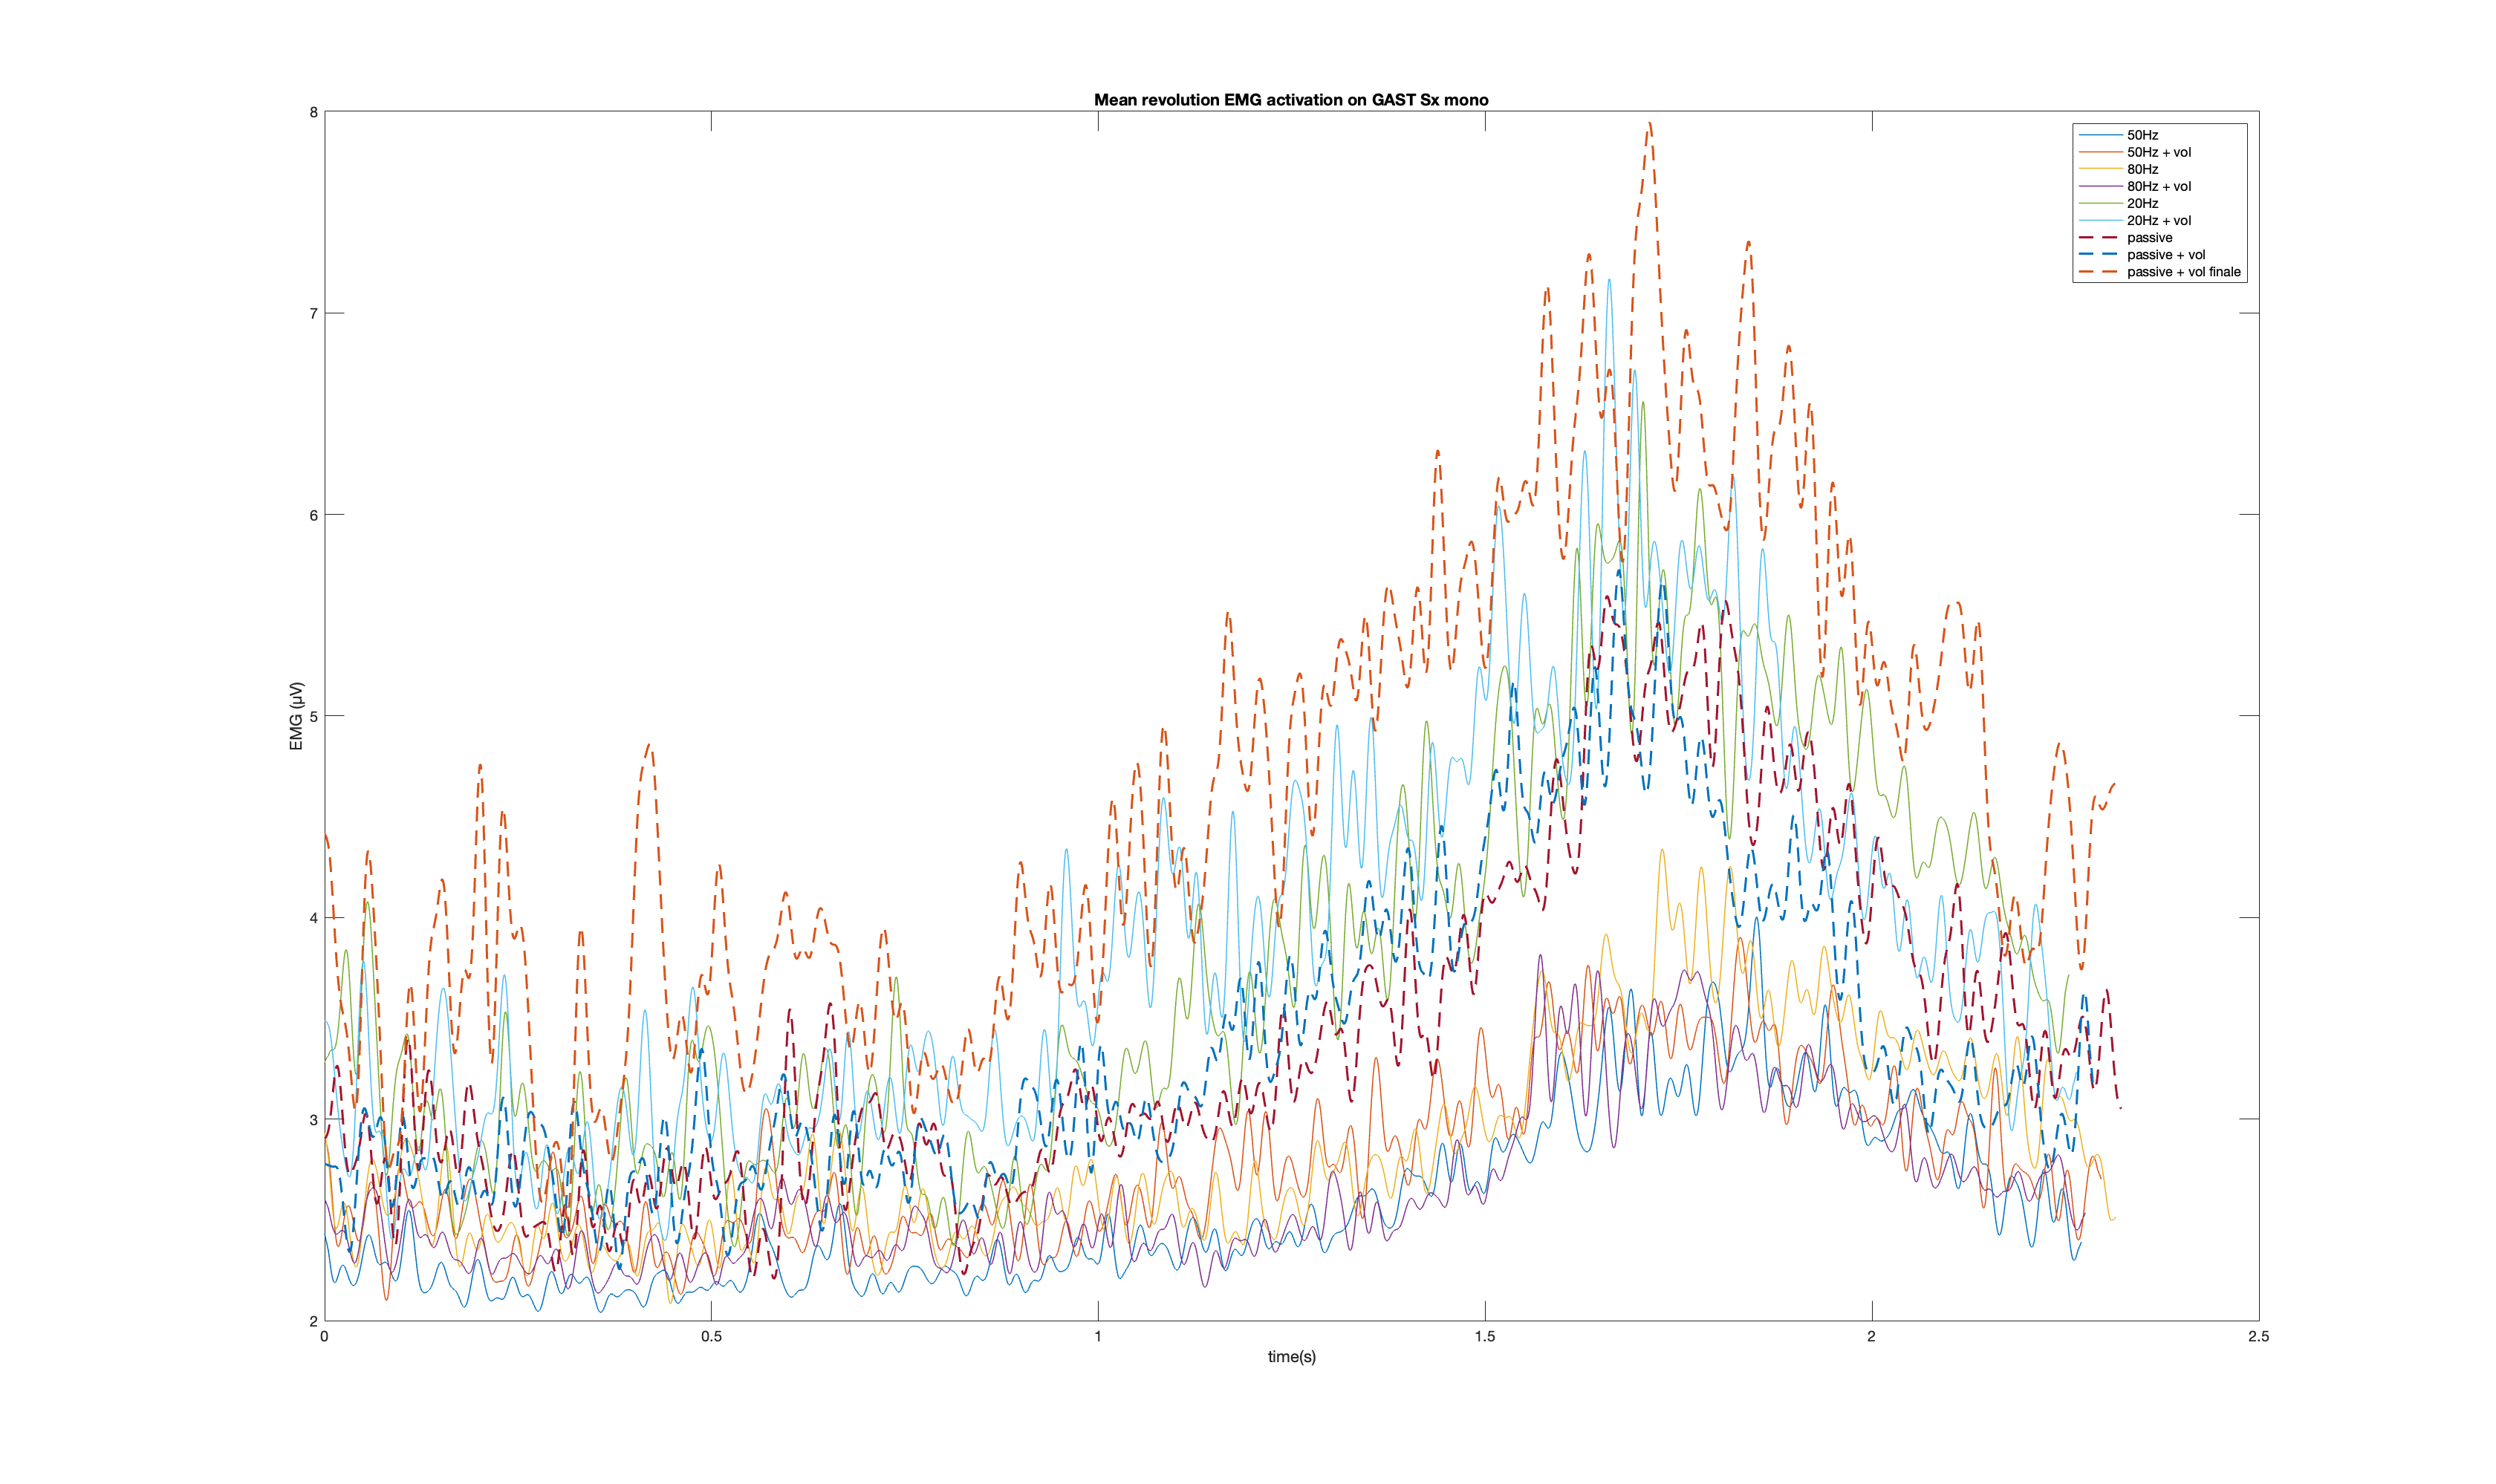 Mean revolution EMG activation on GAST Sx mono
8
7
6
5
4
3
2
EMG (µV)
0
0.5
1
1.5
2
2.5
time(s)
50Hz
50Hz + vol
80Hz
80Hz + vol
20Hz
20Hz + vol
passive
passive + vol
passive + vol finale